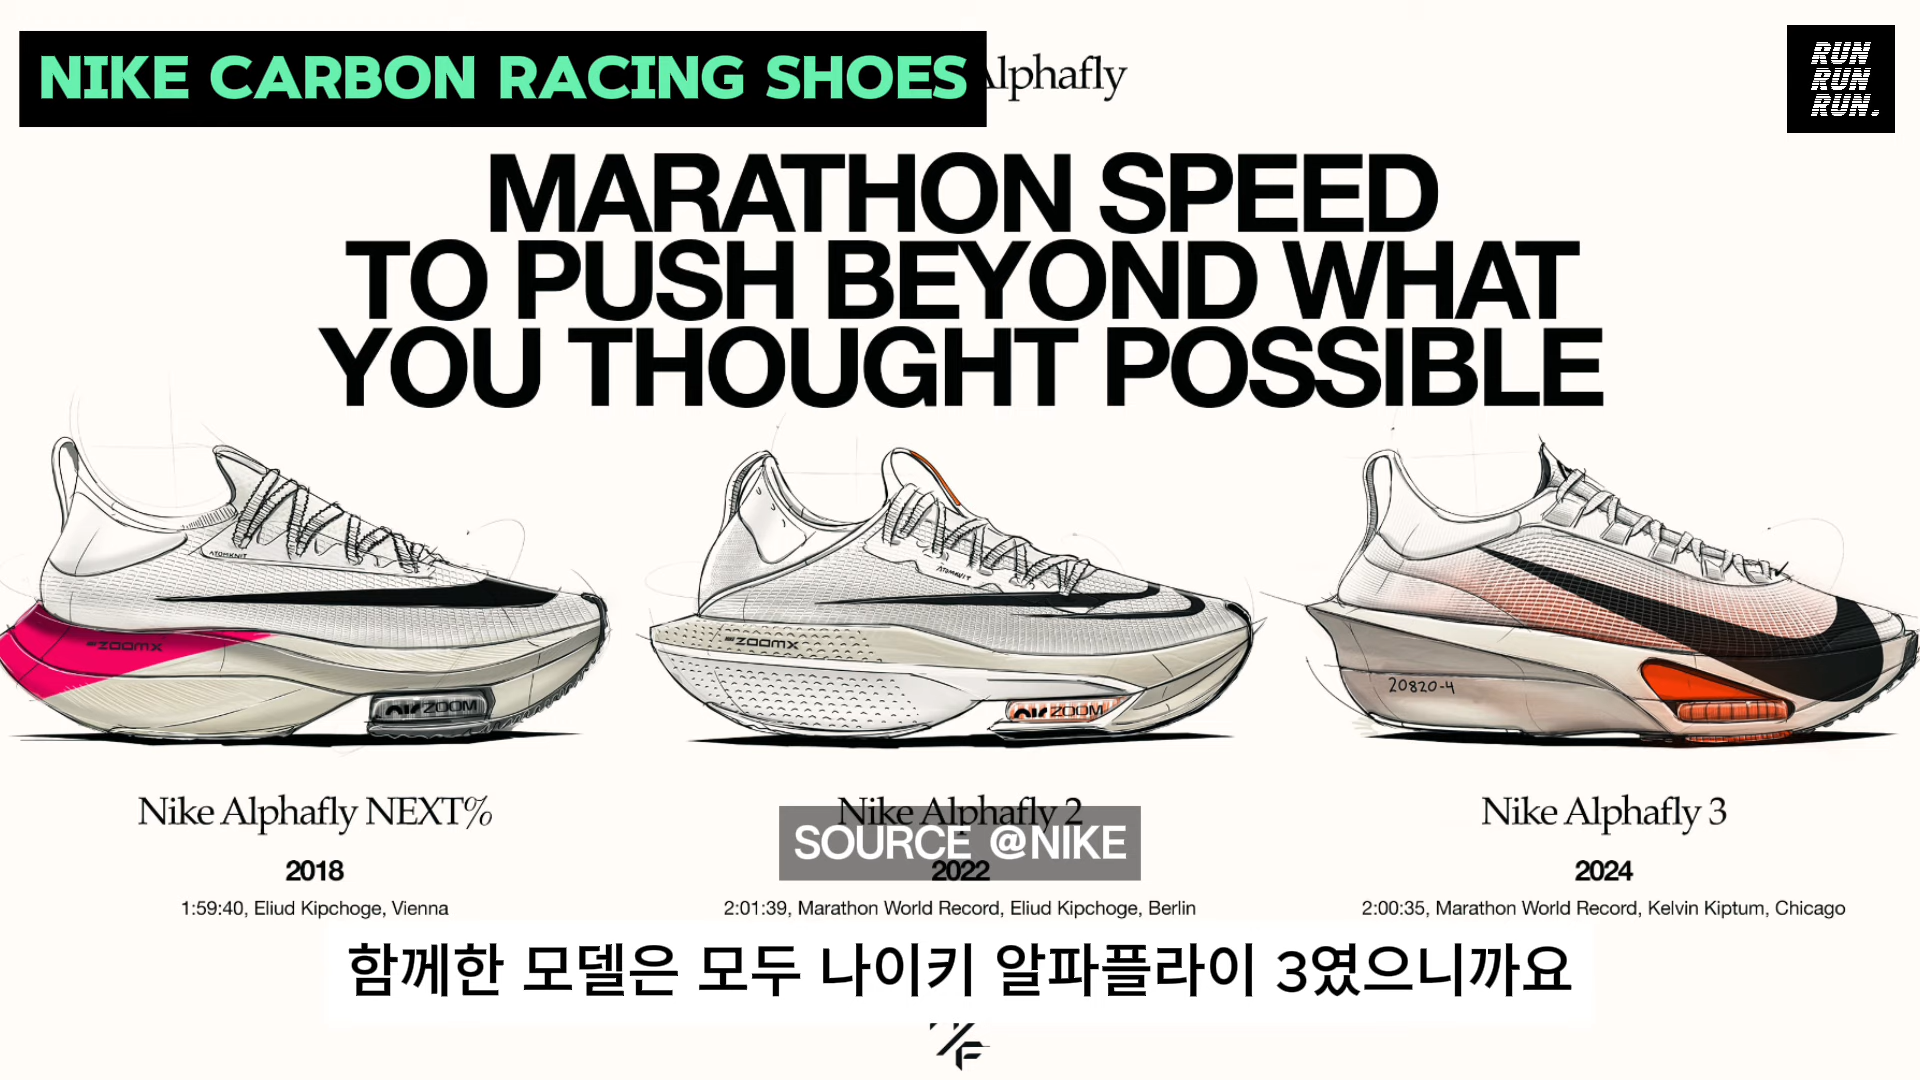 NIKE CARBON RACING SHOES
Alphafly
RUN
RUN
RUN.
MARATHON SPEED
TO PUSH BEYOND WHAT
YOU THOUGHT POSSIBLE
ATOMKNIT
ZOOMX
ZOOM
ATOMKNIT
ZOOMX
ZOOM
20820-4
Nike Alphafly NEXT%
2018
1:59:40, Eliud Kipchoge, Vienna
Nike Alphafly 2
SOURCE @NIKE
2022
2:01:39, Marathon World Record, Eliud Kipchoge, Berlin
Nike Alphafly 3
2024
2:00:35, Marathon World Record, Kelvin Kiptum, Chicago
함께한 모델은 모두 나이키 알파플라이 3였으니까요